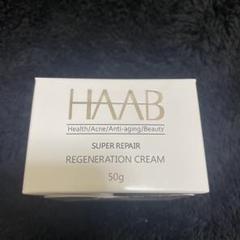 HAAB
Health/Acne/Anti-aging/Beauty
SUPER REPAIR
REGENERATION CREAM
50g